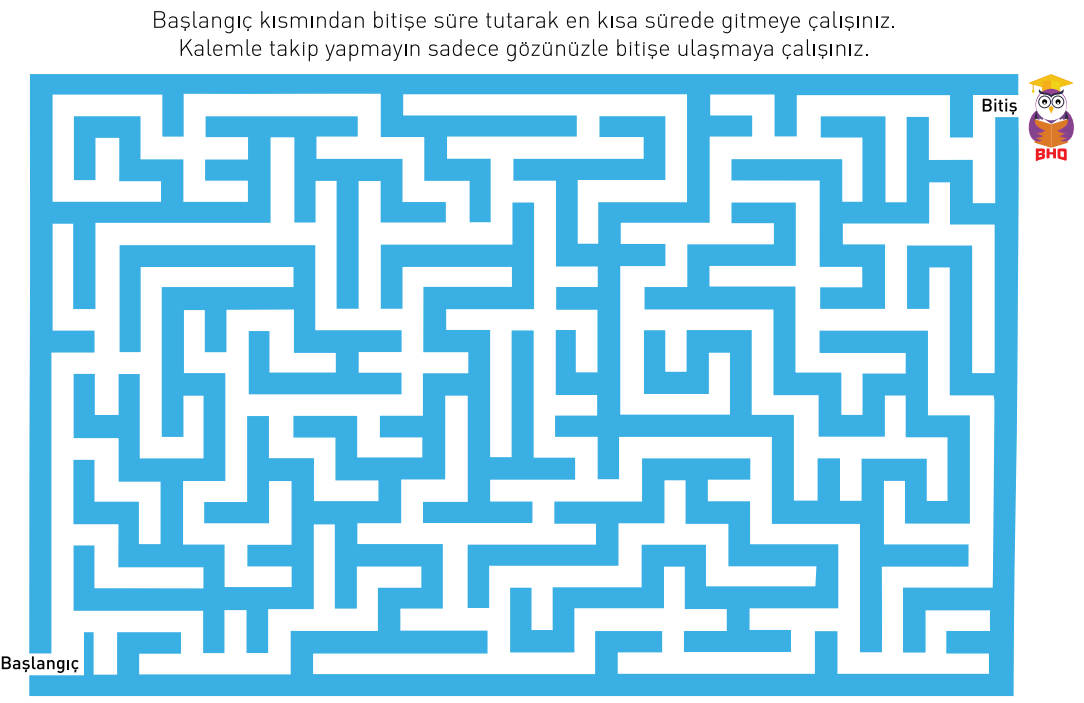 Başlangıç kısmından bitişe süre tutarak en kısa sürede gitmeye çalışınız.
Kalemle takip yapmayın sadece gözünüzle bitişe ulaşmaya çalışınız.
Bitiş
BHO
Başlangıç